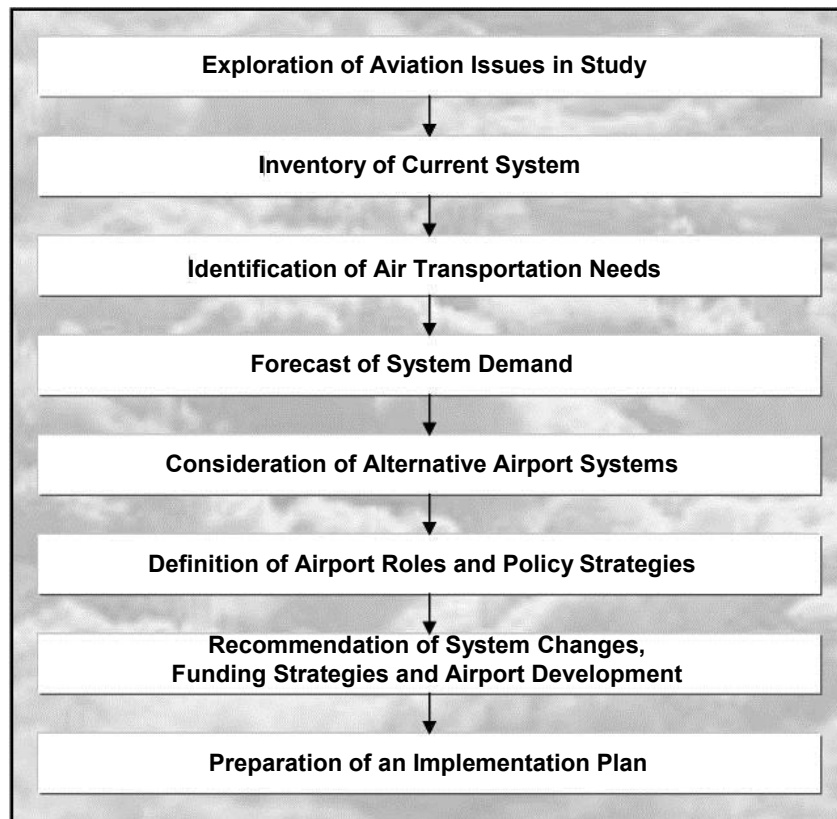 Exploration of Aviation Issues in Study
Inventory of Current System
Identification of Air Transportation Needs
Forecast of System Demand
Consideration of Alternative Airport Systems
Definition of Airport Roles and Policy Strategies
Recommendation of System Changes,
Funding Strategies and Airport Development
Preparation of an Implementation Plan